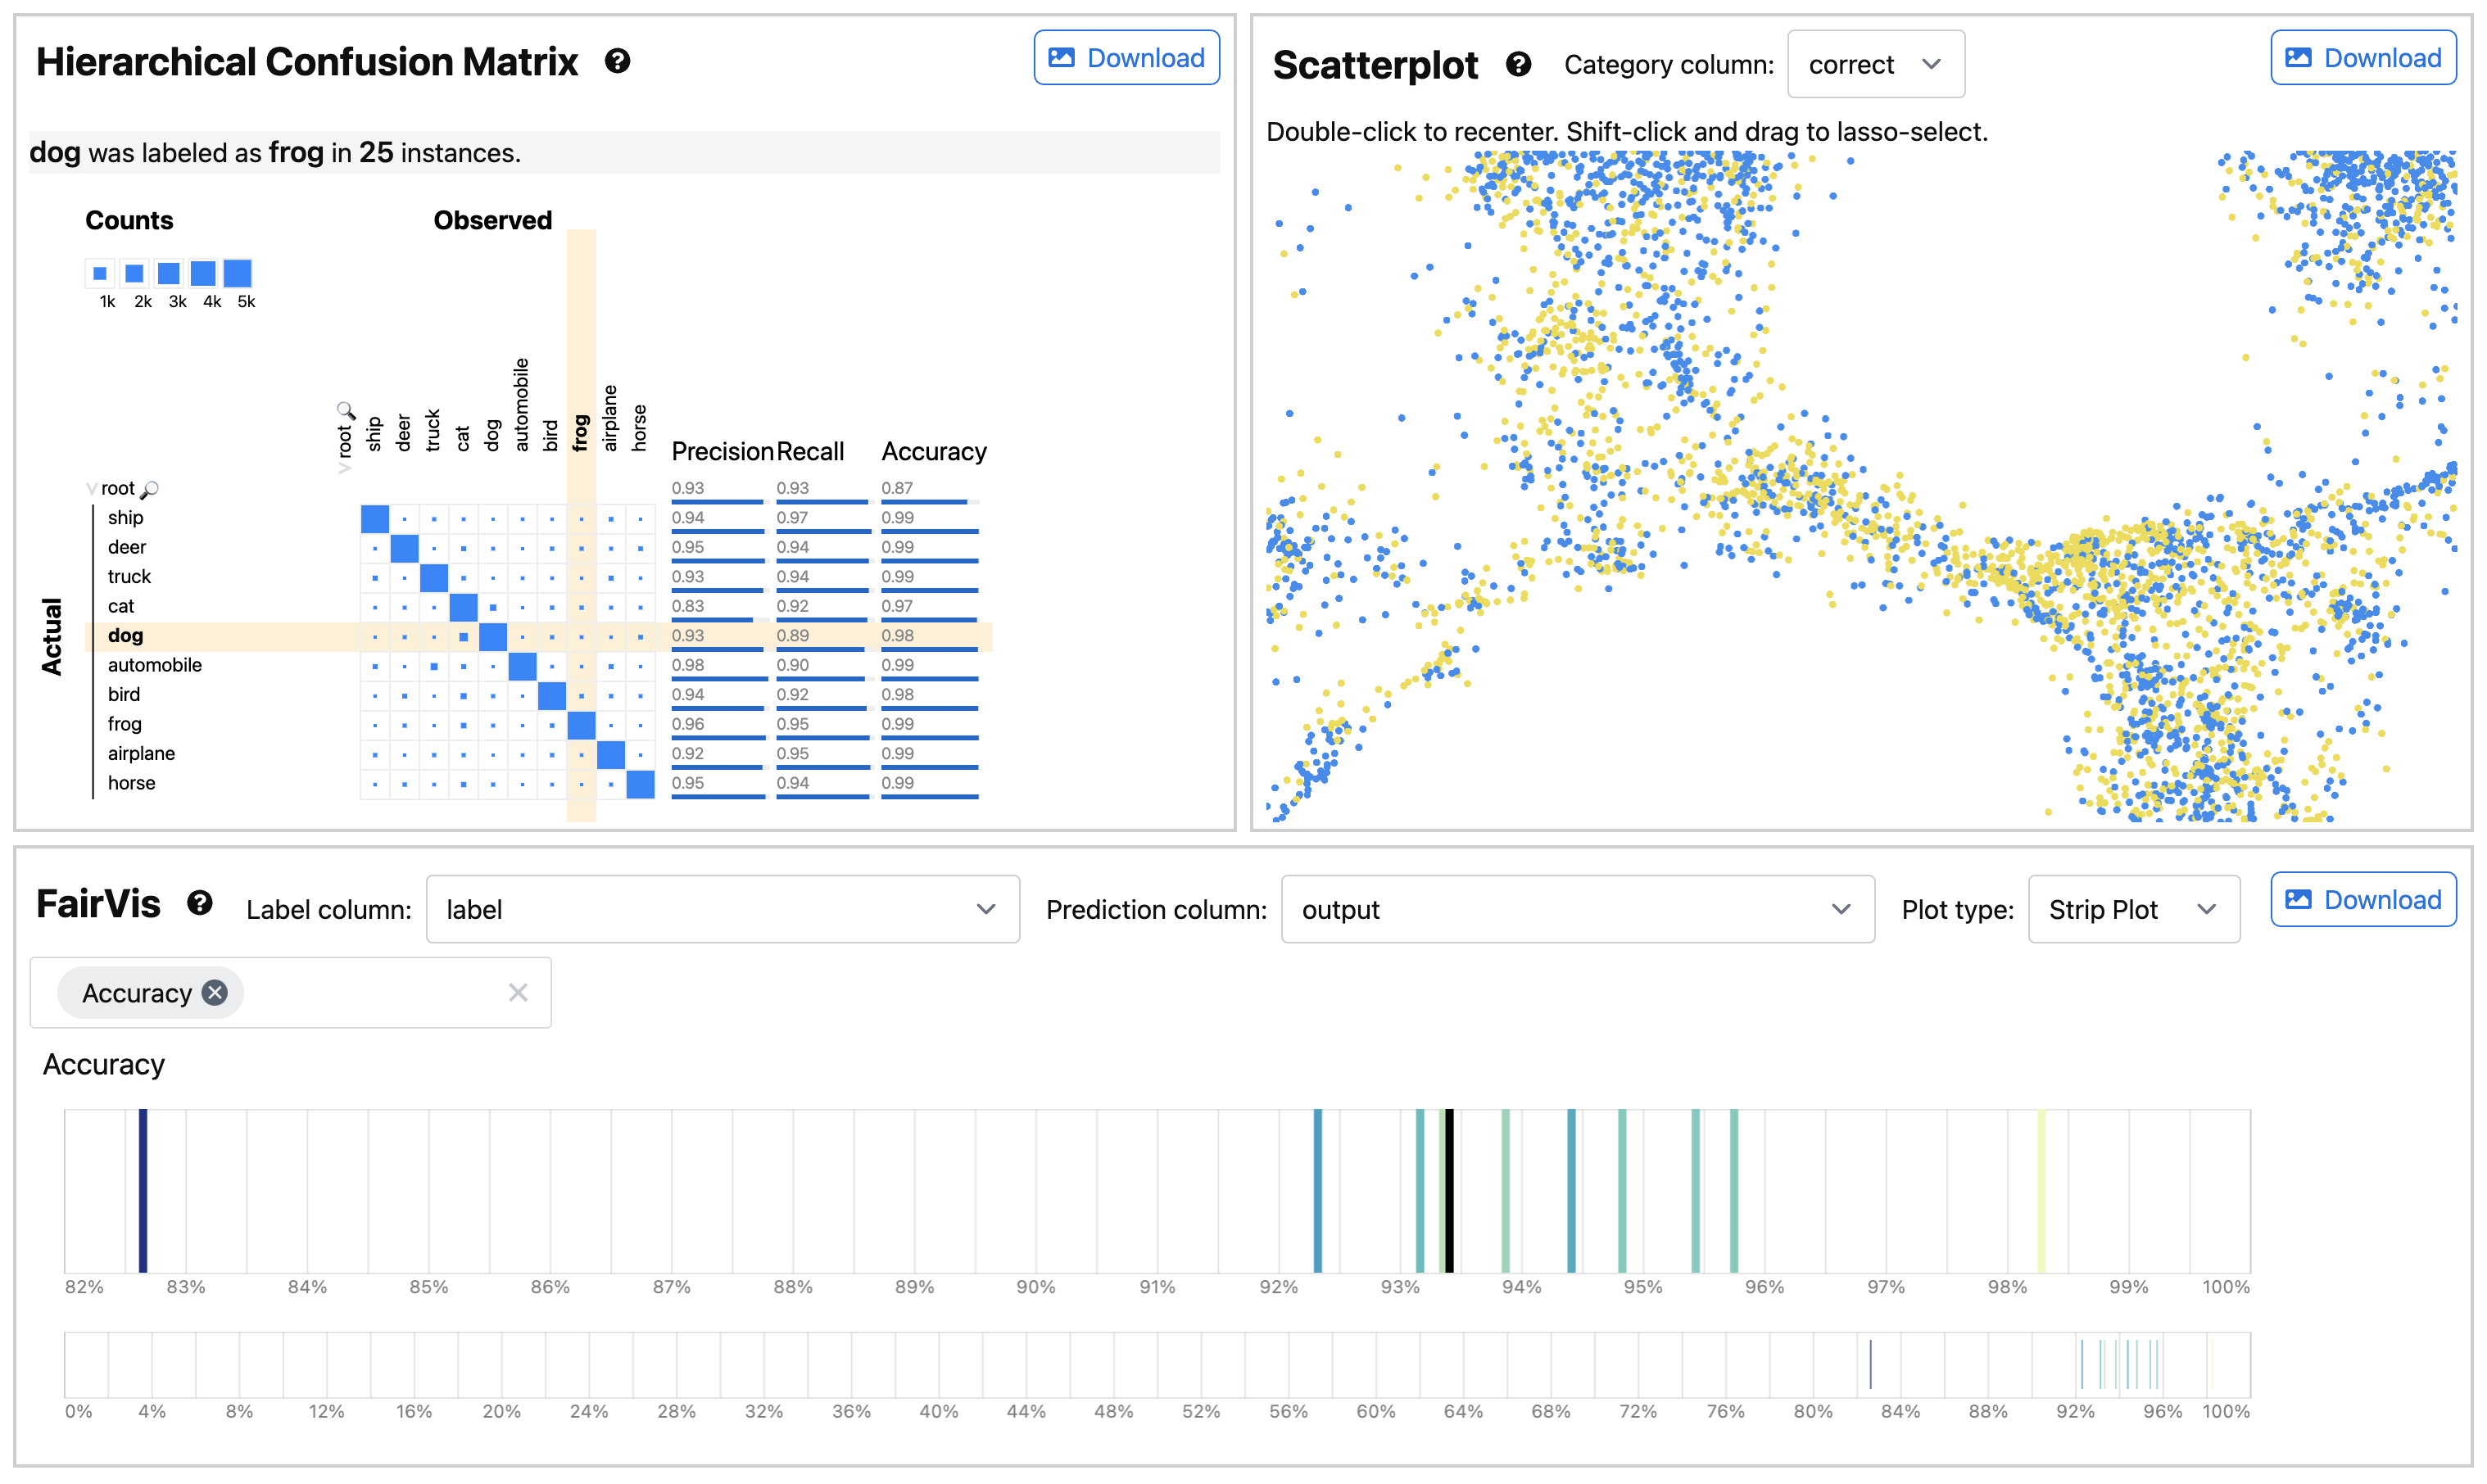 Hierarchical Confusion Matrix
Download
dog was labeled as frog in 25 instances.
Counts
Observed
1k 2k 3k 4k 5k
root ship deer truck cat dog automobile bird frog airplane horse
Precision Recall Accuracy
Actual
root 0.93 0.93 0.87
ship 0.94 0.97 0.99
deer 0.95 0.94 0.99
truck 0.93 0.94 0.99
cat 0.83 0.92 0.97
dog 0.93 0.89 0.98
automobile 0.98 0.90 0.99
bird 0.94 0.92 0.98
frog 0.96 0.95 0.99
airplane 0.92 0.95 0.99
horse 0.95 0.94 0.99
Scatterplot Category column: correct
Download
Double-click to recenter. Shift-click and drag to lasso-select.
FairVis Label column: label Prediction column: output Plot type: Strip Plot
Download
Accuracy
Accuracy
82% 83% 84% 85% 86% 87% 88% 89% 90% 91% 92% 93% 94% 95% 96% 97% 98% 99% 100%
0% 4% 8% 12% 16% 20% 24% 28% 32% 36% 40% 44% 48% 52% 56% 60% 64% 68% 72% 76% 80% 84% 88% 92% 96% 100%